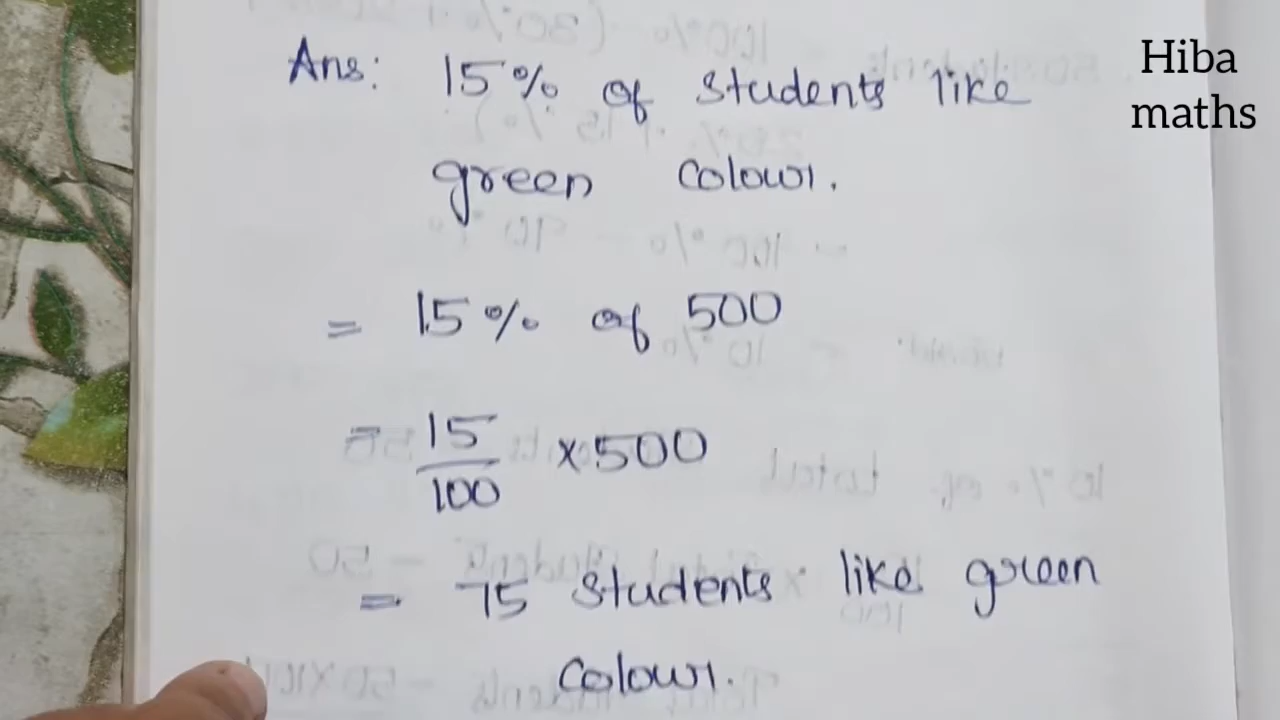 Hiba
maths
Ans: 15% of students like
green colour.
= 15% of 500
= 15/100 × 500
= 75 students like green
colour.